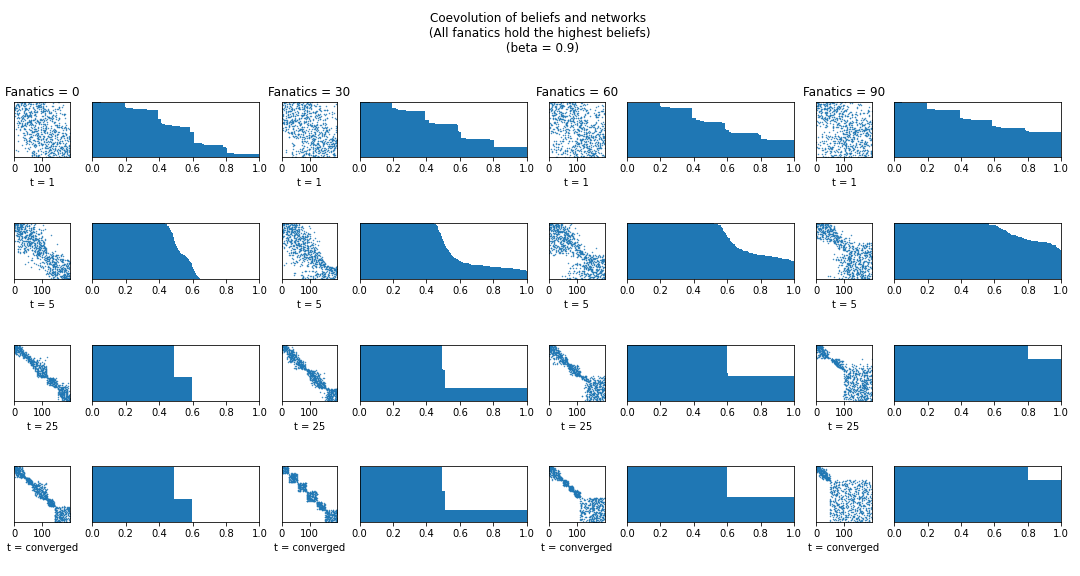 Coevolution of beliefs and networks
(All fanatics hold the highest beliefs)
(beta = 0.9)
Fanatics = 0 Fanatics = 30 Fanatics = 60 Fanatics = 90
0 100 0.0 0.2 0.4 0.6 0.8 1.0 0 100 0.0 0.2 0.4 0.6 0.8 1.0 0 100 0.0 0.2 0.4 0.6 0.8 1.0 0 100 0.0 0.2 0.4 0.6 0.8 1.0
t = 1 t = 1 t = 1 t = 1
0 100 0.0 0.2 0.4 0.6 0.8 1.0 0 100 0.0 0.2 0.4 0.6 0.8 1.0 0 100 0.0 0.2 0.4 0.6 0.8 1.0 0 100 0.0 0.2 0.4 0.6 0.8 1.0
t = 5 t = 5 t = 5 t = 5
0 100 0.0 0.2 0.4 0.6 0.8 1.0 0 100 0.0 0.2 0.4 0.6 0.8 1.0 0 100 0.0 0.2 0.4 0.6 0.8 1.0 0 100 0.0 0.2 0.4 0.6 0.8 1.0
t = 25 t = 25 t = 25 t = 25
0 100 0.0 0.2 0.4 0.6 0.8 1.0 0 100 0.0 0.2 0.4 0.6 0.8 1.0 0 100 0.0 0.2 0.4 0.6 0.8 1.0 0 100 0.0 0.2 0.4 0.6 0.8 1.0
t = converged t = converged t = converged t = converged